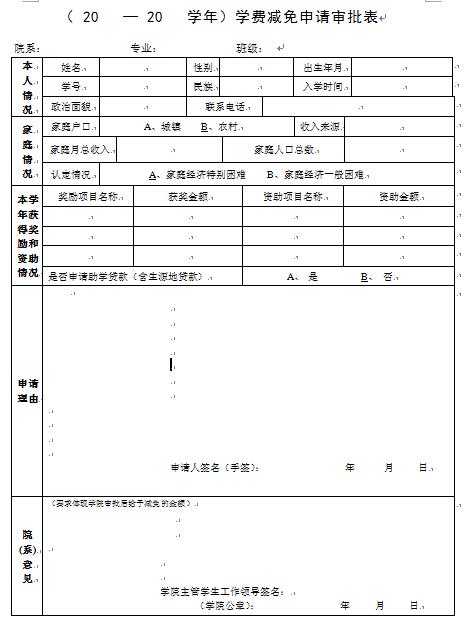 （ 20 — 20 学年）学费减免申请审批表
院系： 专业： 班级：
本人情况
姓名 性别 出生年月
学号 民族 入学时间
政治面貌 联系电话
家庭情况
家庭户口 A、城镇 B、农村 收入来源
家庭月总收入 家庭人口总数
认定情况 A、家庭经济特别困难 B、家庭经济一般困难
本学年获得奖励和资助情况
奖励项目名称 获奖金额 资助项目名称 资助金额
是否申请助学贷款（含生源地贷款） A、 是 B、 否
申请理由
申请人签名（手签）： 年 月 日
院(系)意见
（要求体现学院审批后给予减免的金额）
学院主管学生工作领导签名：
（学院公章）： 年 月 日